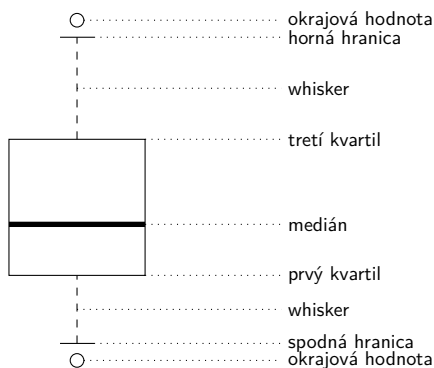 okrajová hodnota
horná hranica
whisker
tretí kvartil
medián
prvý kvartil
whisker
spodná hranica
okrajová hodnota